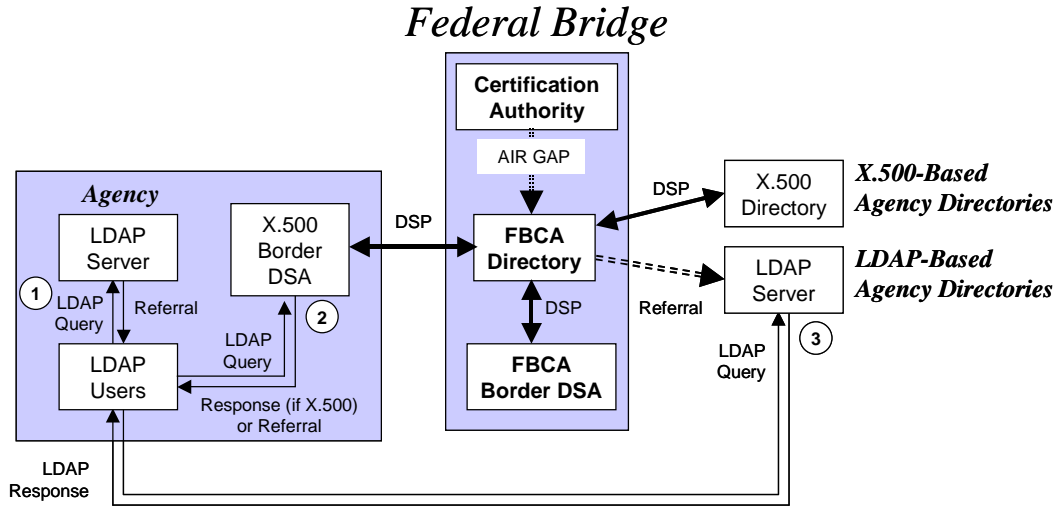 Federal Bridge
Certification
Authority
AIR GAP
Agency
LDAP
Server
X.500
Border
DSA
DSP
FBCA
Directory
DSP
X.500
Directory
X.500-Based
Agency Directories
LDAP
Server
LDAP-Based
Agency Directories
1
LDAP
Query
Referral
2
LDAP
Query
DSP
Referral
3
LDAP
Query
LDAP
Users
FBCA
Border DSA
Response (if X.500)
or Referral
LDAP
Response